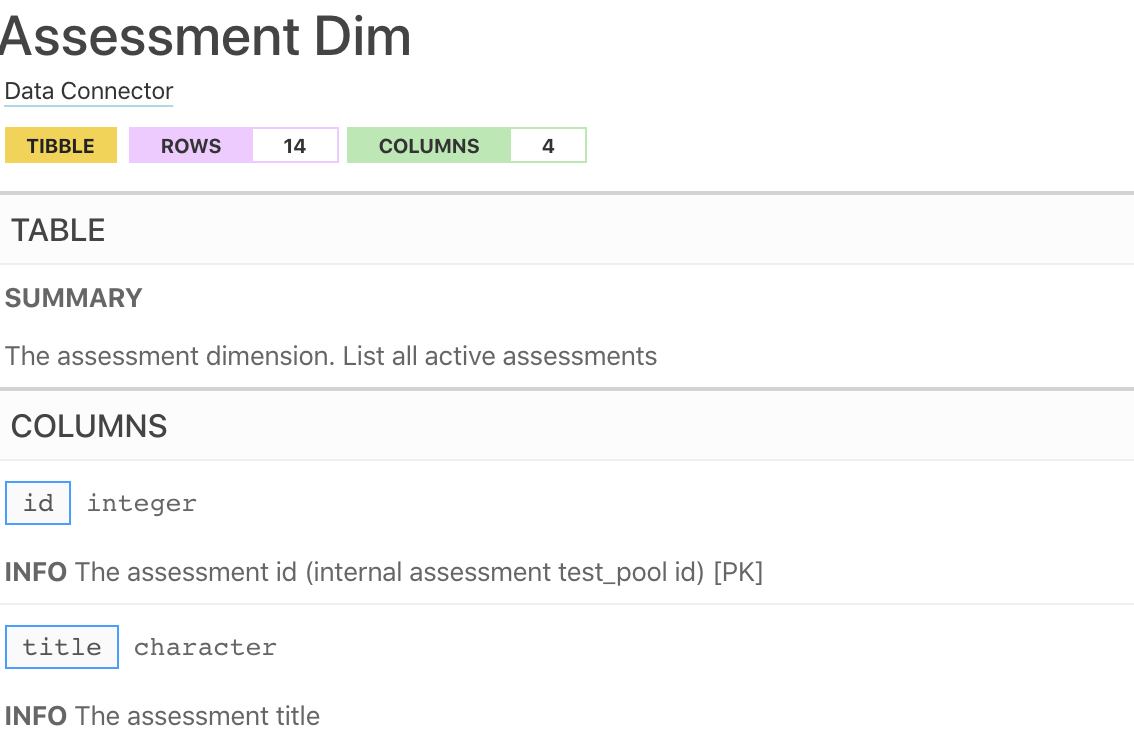 Assessment Dim
Data Connector
TIBBLE ROWS 14 COLUMNS 4
TABLE
SUMMARY
The assessment dimension. List all active assessments
COLUMNS
id integer
INFO The assessment id (internal assessment test_pool id) [PK]
title character
INFO The assessment title